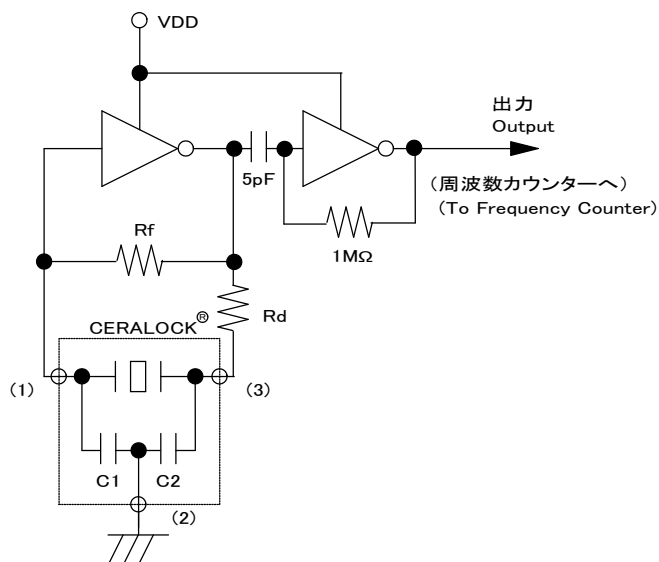 VDD
出力
Output
5pF
(周波数カウンターへ)
(To Frequency Counter)
Rf
1MΩ
Rd
CERALOCK®
(1)
(3)
C1
C2
(2)